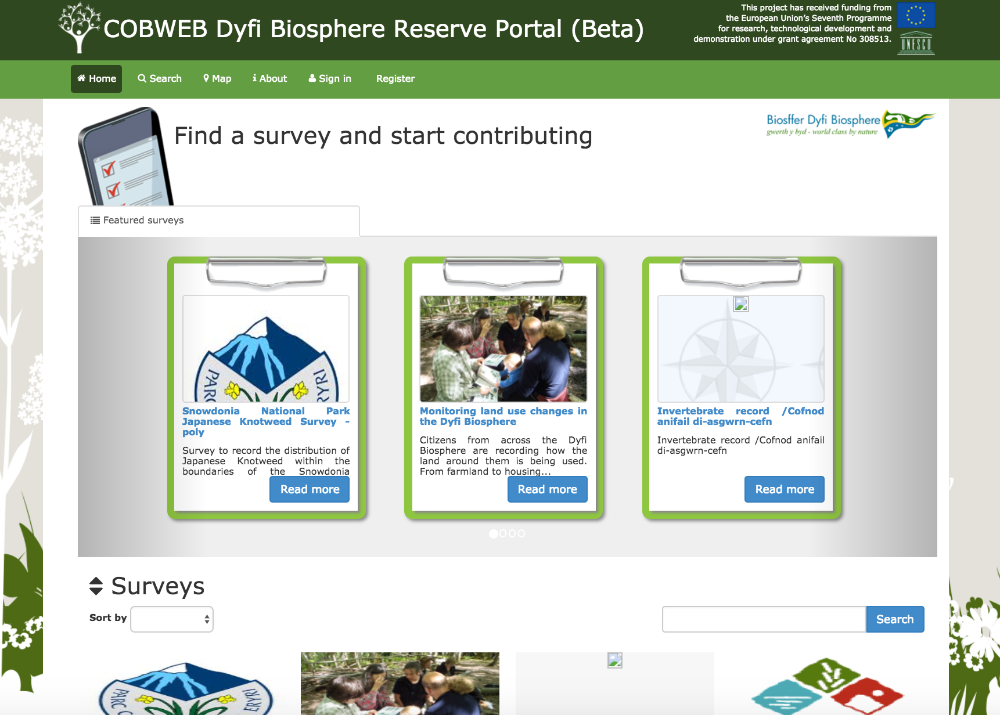 COBWEB Dyfi Biosphere Reserve Portal (Beta)
This project has received funding from
the European Union's Seventh Programme
for research, technological development and
demonstration under grant agreement No 308513.
UNESCO
Home
Search
Map
About
Sign in
Register
Find a survey and start contributing
Biosffer Dyfi Biosphere
gwerth y byd - world class by nature
Featured surveys
PARC
ERYRI
Snowdonia National Park
Japanese Knotweed Survey -
poly
Survey to record the distribution of
Japanese Knotweed within the
boundaries of the Snowdonia
Read more
Monitoring land use changes in
the Dyfi Biosphere
Citizens from across the Dyfi
Biosphere are recording how the
land around them is being used.
From farmland to housing...
Read more
Invertebrate record /Cofnod
anifail di-asgwrn-cefn
Invertebrate record /Cofnod anifail
di-asgwrn-cefn
Read more
Surveys
Sort by
Search
PARC C
ERYRI